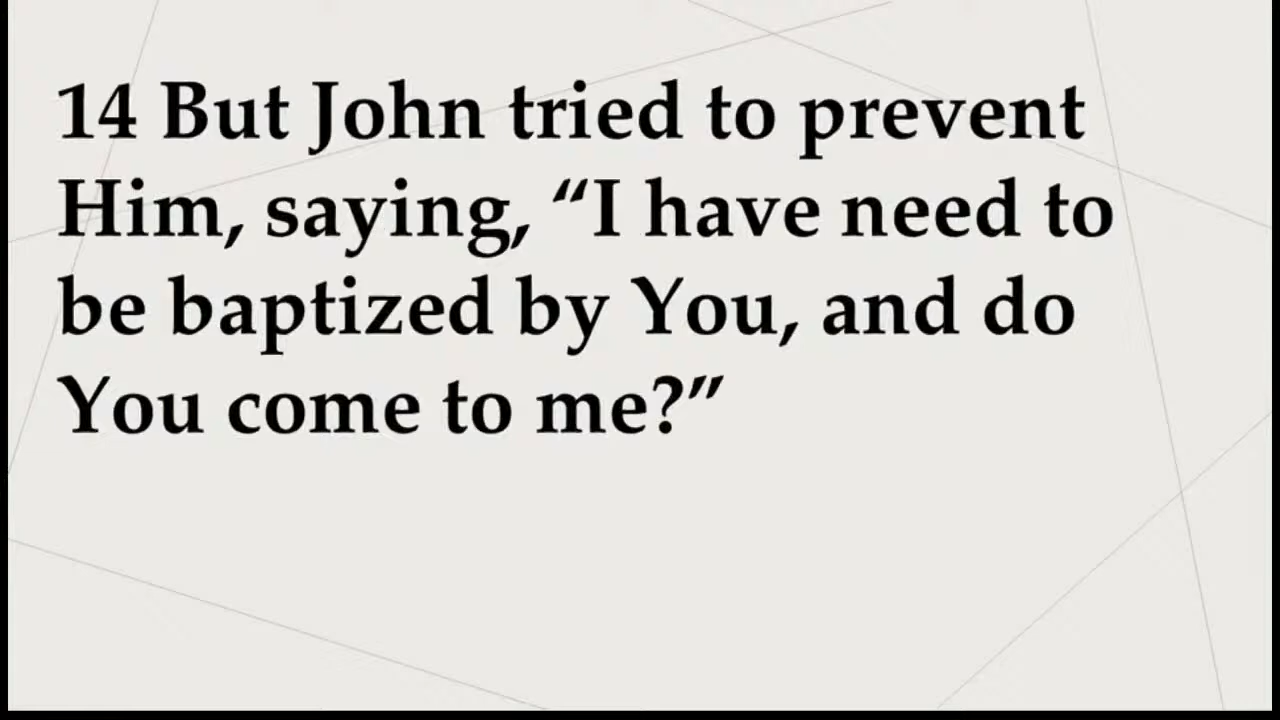 14 But John tried to prevent
Him, saying, “I have need to
be baptized by You, and do
You come to me?”